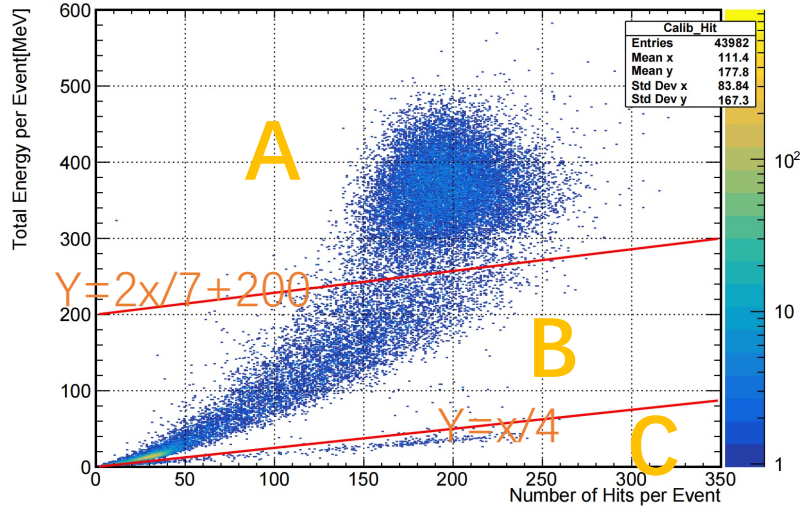 Total Energy per Event[MeV]
600
500
400
300
200
100
0
Calib_Hit
Entries 43982
Mean x 111.4
Mean y 177.8
Std Dev x 83.84
Std Dev y 167.3
A
Y=2x/7+200
B
Y=x/4
C
10²
10
1
0 50 100 150 200 250 300 350
Number of Hits per Event